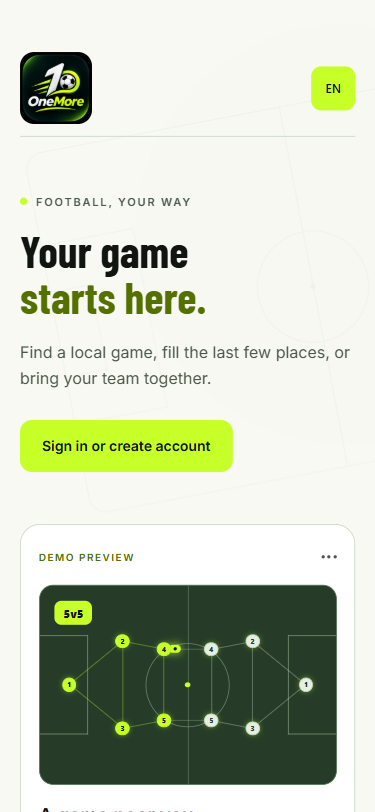 OneMore
EN
FOOTBALL, YOUR WAY
Your game
starts here.
Find a local game, fill the last few places, or
bring your team together.
Sign in or create account
DEMO PREVIEW
5v5
2
4
4
2
1
1
3
5
5
3